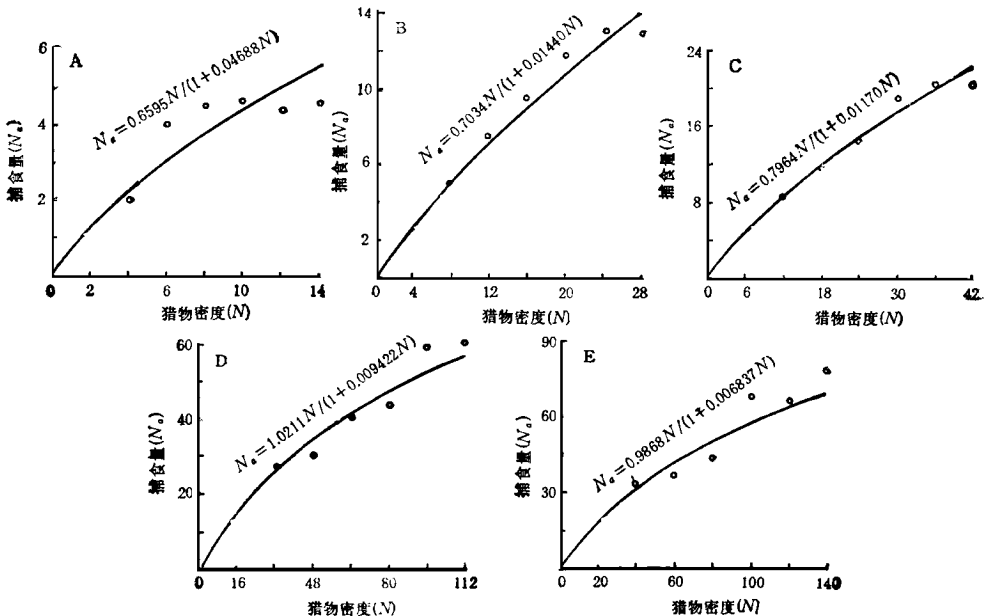 A
捕食量(Nₐ)
6
4
2
Nₐ=0.6595N/(1+0.04688N)
0 2 6 10 14
猎物密度(N)
B
捕食量(Nₐ)
14
10
6
2
Nₐ=0.7034N/(1+0.01440N)
0 4 12 20 28
猎物密度(N)
C
捕食量(Nₐ)
24
16
8
Nₐ=0.7964N/(1+0.01170N)
0 6 18 30 42
猎物密度(N)
D
捕食量(Nₐ)
60
40
20
Nₐ=1.0211N/(1+0.009422N)
0 16 48 80 112
猎物密度(N)
E
捕食量(Nₐ)
90
60
30
Nₐ=0.9868N/(1+0.006837N)
0 20 60 100 140
猎物密度(N)